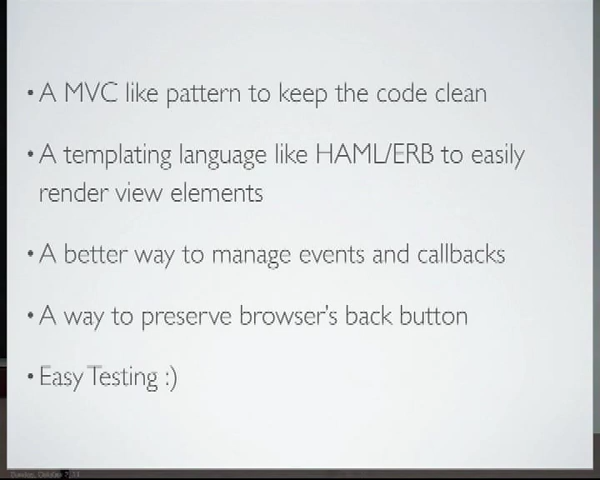 • A MVC like pattern to keep the code clean
• A templating language like HAML/ERB to easily
render view elements
• A better way to manage events and callbacks
• A way to preserve browser's back button
• Easy Testing :)